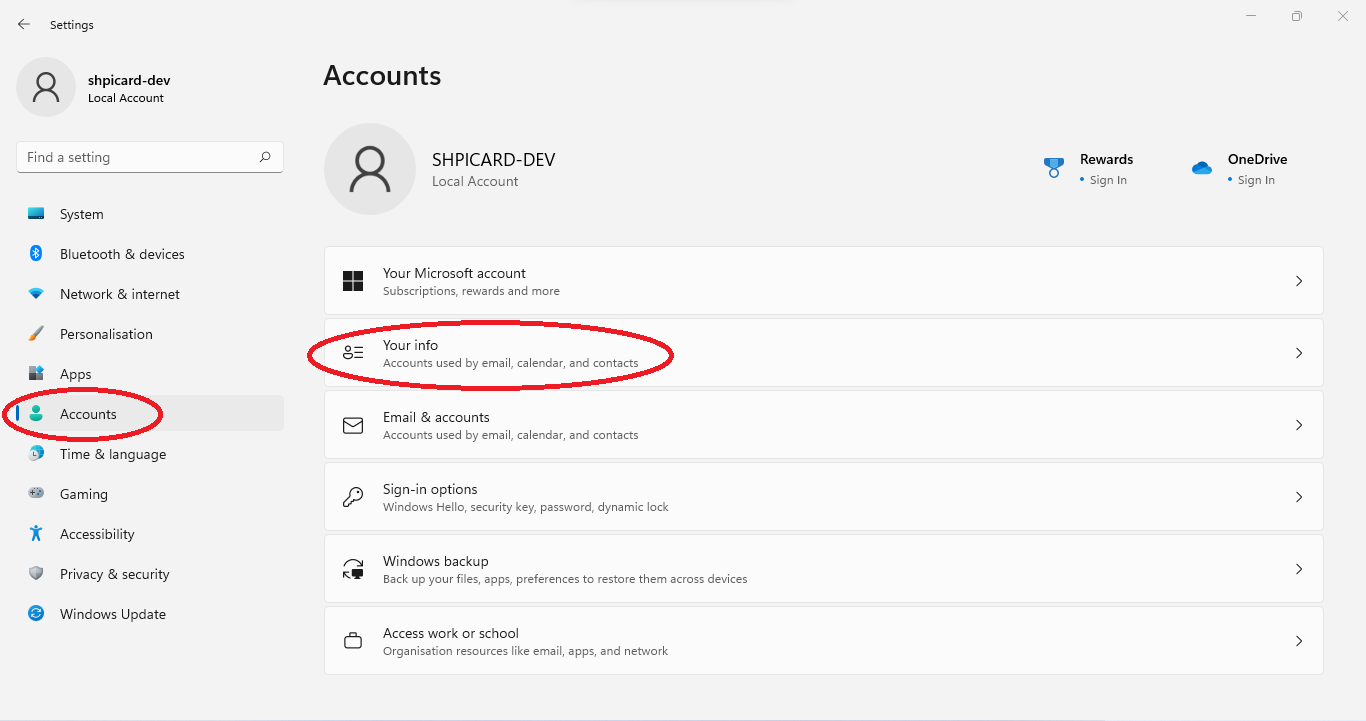 Settings
shpicard-dev
Local Account
Find a setting
System
Bluetooth & devices
Network & internet
Personalisation
Apps
Accounts
Time & language
Gaming
Accessibility
Privacy & security
Windows Update
Accounts
SHPICARD-DEV
Local Account
Rewards
• Sign In
OneDrive
• Sign In
Your Microsoft account
Subscriptions, rewards and more
Your info
Accounts used by email, calendar, and contacts
Email & accounts
Accounts used by email, calendar, and contacts
Sign-in options
Windows Hello, security key, password, dynamic lock
Windows backup
Back up your files, apps, preferences to restore them across devices
Access work or school
Organisation resources like email, apps, and network